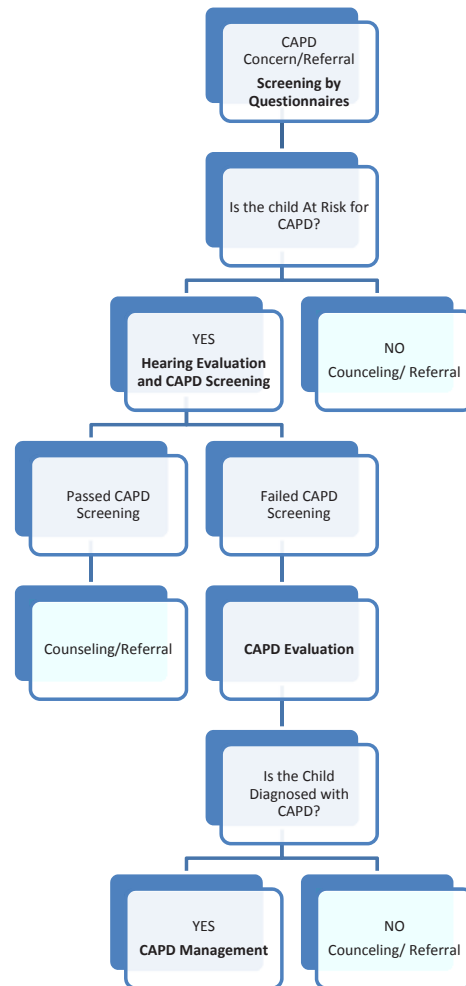 CAPD
Concern/Referral
Screening by
Questionnaires
Is the child At Risk for
CAPD?
YES
Hearing Evaluation
and CAPD Screening
NO
Counceling/ Referral
Passed CAPD
Screening
Failed CAPD
Screening
Counseling/Referral
CAPD Evaluation
Is the Child
Diagnosed with
CAPD?
YES
CAPD Management
NO
Counceling/ Referral